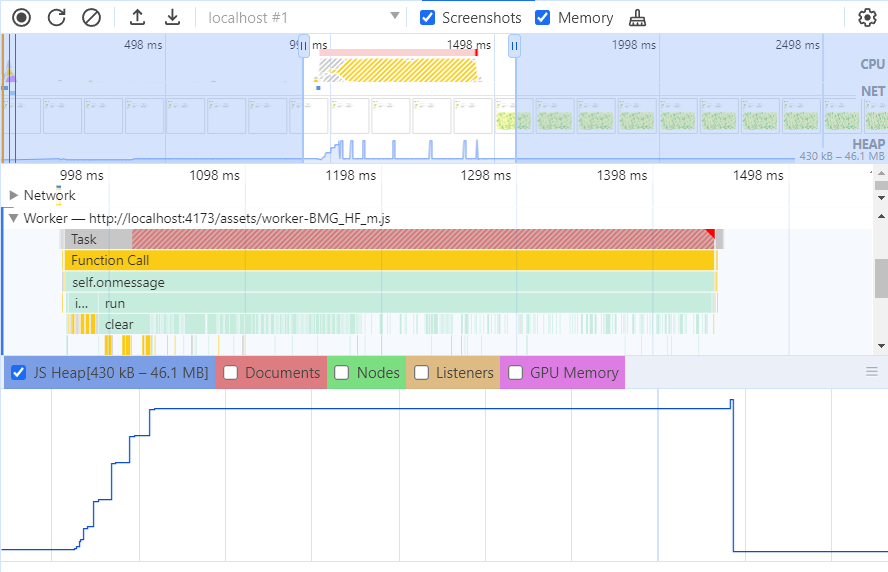 localhost #1 Screenshots Memory
498 ms 99 ms 1498 ms 1998 ms 2498 ms
CPU
NET
HEAP
430 kB – 46.1 MB
998 ms 1098 ms 1198 ms 1298 ms 1398 ms 1498 ms
Network
Worker — http://localhost:4173/assets/worker-BMG_HF_m.js
Task
Function Call
self.onmessage
i... run
clear
JS Heap[430 kB – 46.1 MB] Documents Nodes Listeners GPU Memory